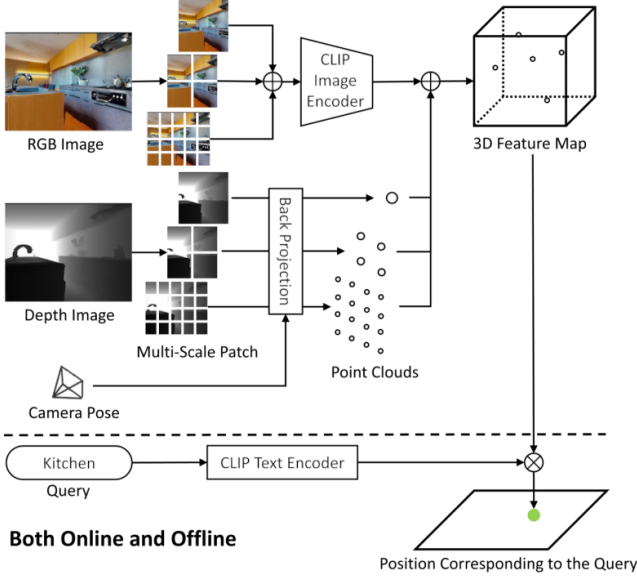 CLIP
Image
Encoder
RGB Image
3D Feature Map
Back Projection
Depth Image
Multi-Scale Patch
Point Clouds
Camera Pose
Kitchen
CLIP Text Encoder
Query
Both Online and Offline
Position Corresponding to the Query